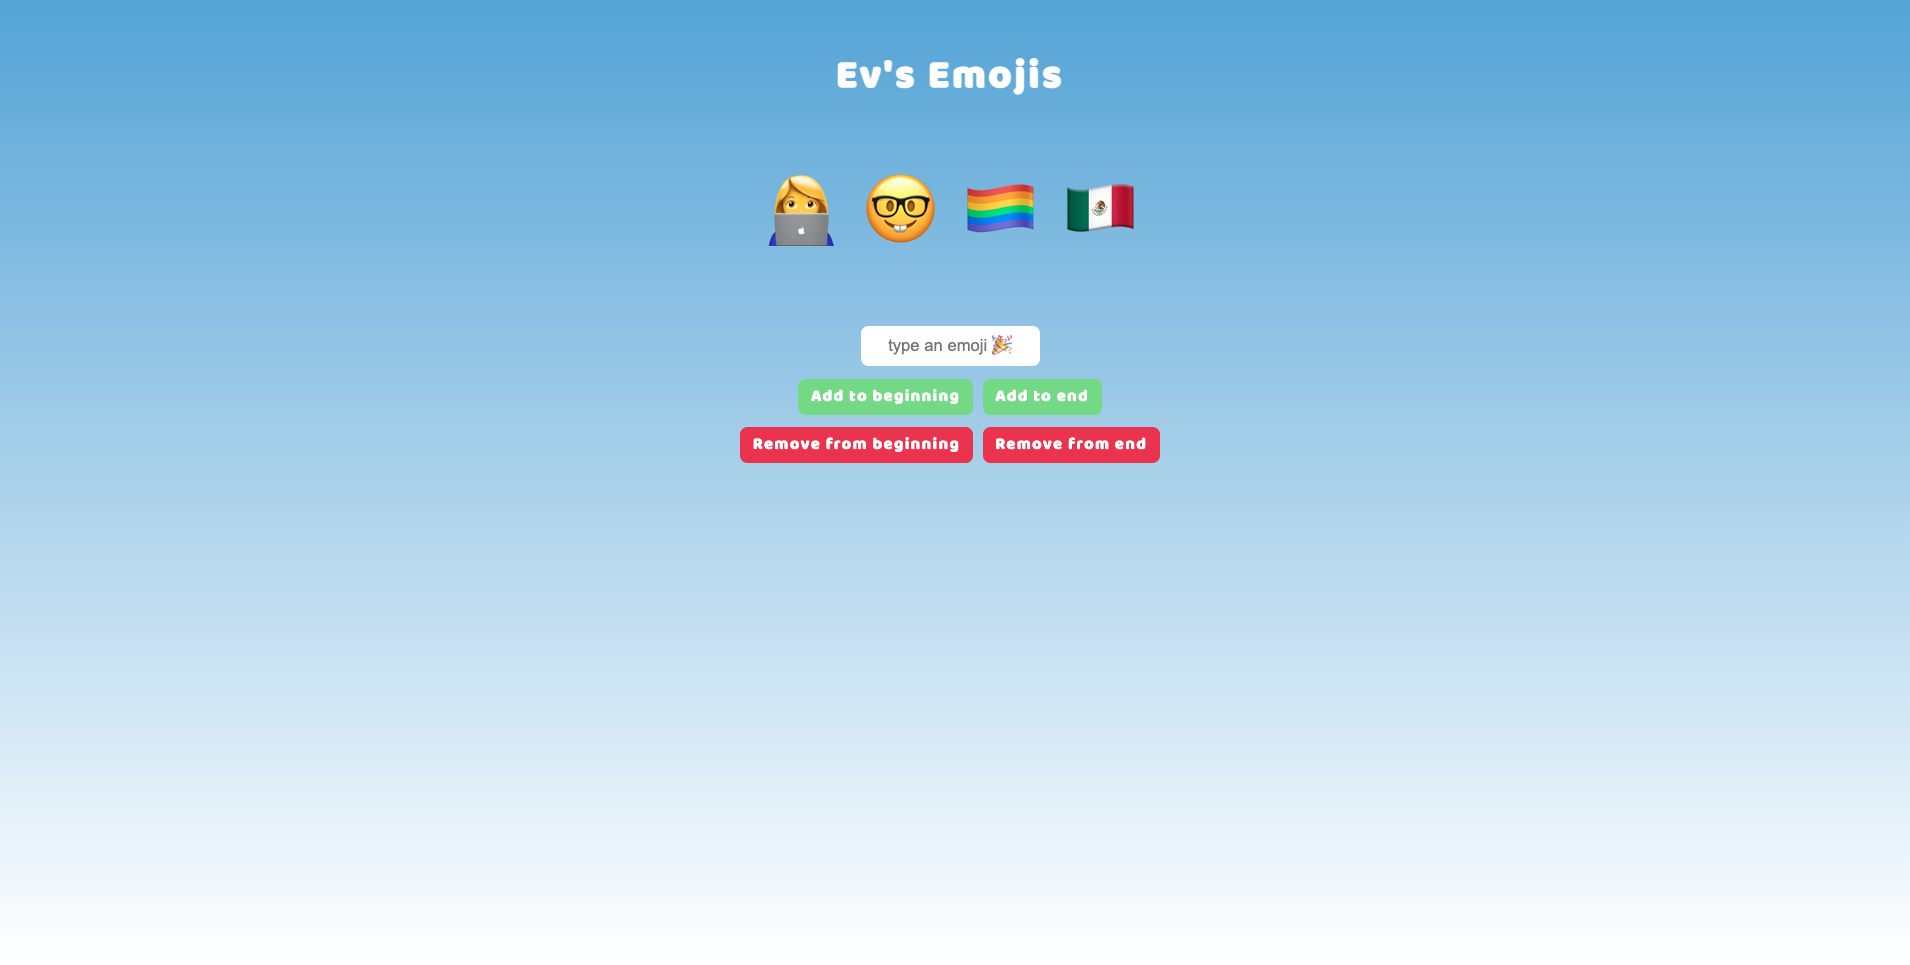 Ev's Emojis
type an emoji 🎉
Add to beginning Add to end
Remove from beginning Remove from end